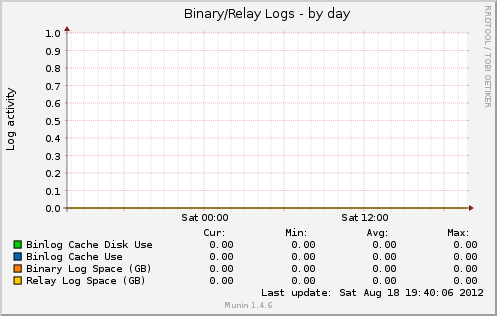 Binary/Relay Logs - by day
RRDTOOL / TOBI OETIKER
Log activity
1.0
0.9
0.8
0.7
0.6
0.5
0.4
0.3
0.2
0.1
0.0
Sat 00:00 Sat 12:00
Cur: Min: Avg: Max:
Binlog Cache Disk Use 0.00 0.00 0.00 0.00
Binlog Cache Use 0.00 0.00 0.00 0.00
Binary Log Space (GB) 0.00 0.00 0.00 0.00
Relay Log Space (GB) 0.00 0.00 0.00 0.00
Last update: Sat Aug 18 19:40:06 2012
Munin 1.4.6